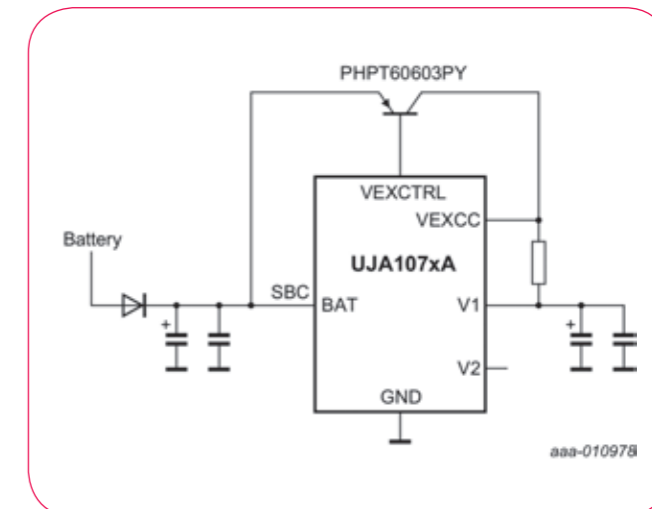 PHPT60603PY
VEXCTRL
VEXCC
Battery
UJA107xA
SBC
BAT
V1
+
+
V2
GND
aaa-010978